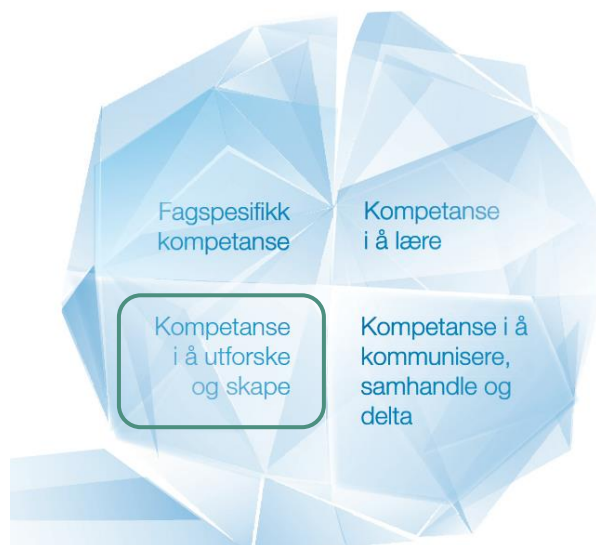 Fagspesifikk
kompetanse
Kompetanse
i å lære
Kompetanse
i å utforske
og skape
Kompetanse i å
kommunisere,
samhandle og
delta